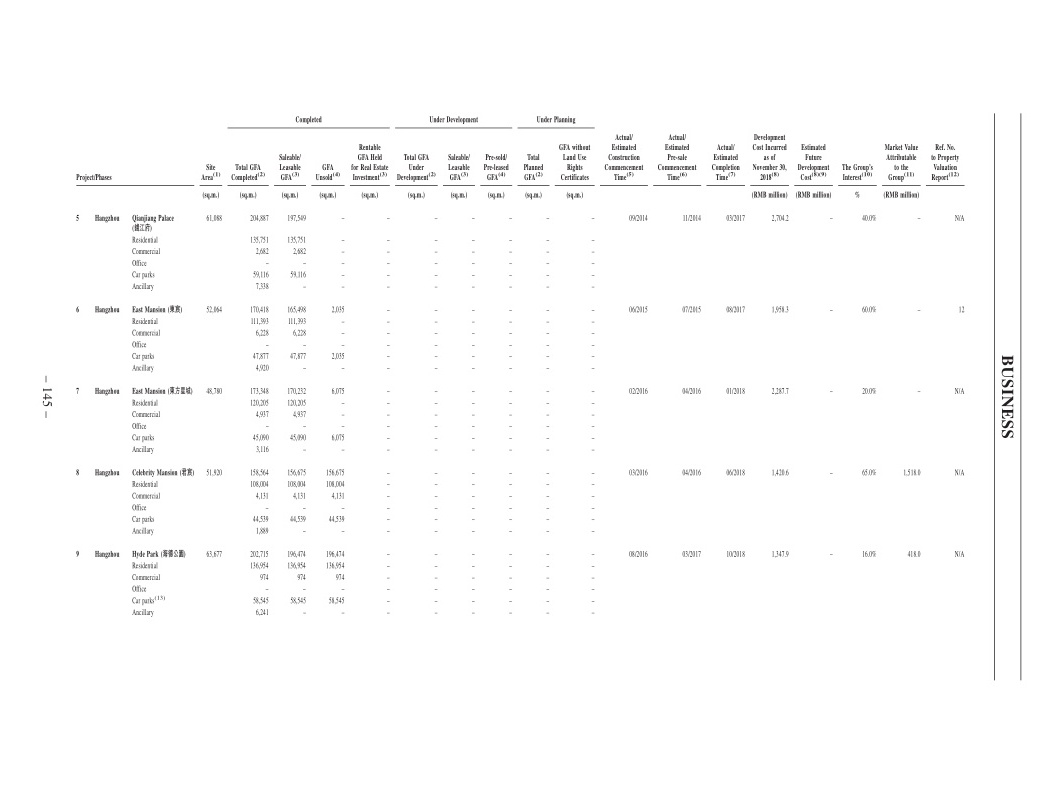 Completed Under Development Under Planning
Project/Phases Site Area(1) Total GFA Completed(2) Saleable/ Leasable GFA(3) GFA Unsold(4) Rentable GFA Held for Real Estate Investment(3) Total GFA Under Development(2) Saleable/ Leasable GFA(3) Pre-sold/ Pre-leased GFA(4) Total Planned GFA(2) GFA without Land Use Rights Certificates Actual/ Estimated Construction Commencement Time(5) Actual/ Estimated Pre-sale Commencement Time(6) Actual/ Estimated Completion Time(7) Development Cost Incurred as of November 30, 2018(8) Estimated Future Development Cost(8)(9) The Group's Interest(10) Market Value Attributable to the Group(11) Ref. No. to Property Valuation Report(12)
(sq.m.) (sq.m.) (sq.m.) (sq.m.) (sq.m.) (sq.m.) (sq.m.) (sq.m.) (sq.m.) (sq.m.) (RMB million) (RMB million) % (RMB million)
5 Hangzhou Qianjiang Palace 61,088 204,887 197,549 – – – – – – – 09/2014 11/2014 03/2017 2,704.2 – 40.0% – N/A
(錢江府)
Residential 135,751 135,751 – – – – – – –
Commercial 2,682 2,682 – – – – – – –
Office – – – – – – – – –
Car parks 59,116 59,116 – – – – – – –
Ancillary 7,338 – – – – – – – –
6 Hangzhou East Mansion (東宸) 52,064 170,418 165,498 2,035 – – – – – – 06/2015 07/2015 08/2017 1,958.3 – 60.0% – 12
Residential 111,393 111,393 – – – – – – –
Commercial 6,228 6,228 – – – – – – –
Office – – – – – – – – –
Car parks 47,877 47,877 2,035 – – – – – –
Ancillary 4,920 – – – – – – – –
7 Hangzhou East Mansion (東方星城) 48,780 173,348 170,232 6,075 – – – – – – 02/2016 04/2016 01/2018 2,287.7 – 20.0% – N/A
Residential 120,205 120,205 – – – – – – –
Commercial 4,937 4,937 – – – – – – –
Office – – – – – – – – –
Car parks 45,090 45,090 6,075 – – – – – –
Ancillary 3,116 – – – – – – – –
8 Hangzhou Celebrity Mansion (君宸) 51,920 158,564 156,675 156,675 – – – – – – 03/2016 04/2016 06/2018 1,420.6 – 65.0% 1,518.0 N/A
Residential 108,004 108,004 108,004 – – – – – –
Commercial 4,131 4,131 4,131 – – – – – –
Office – – – – – – – – –
Car parks 44,539 44,539 44,539 – – – – – –
Ancillary 1,889 – – – – – – – –
9 Hangzhou Hyde Park (海德公園) 63,677 202,715 196,474 196,474 – – – – – – 08/2016 03/2017 10/2018 1,347.9 – 16.0% 418.0 N/A
Residential 136,954 136,954 136,954 – – – – – –
Commercial 974 974 974 – – – – – –
Office – – – – – – – – –
Car parks(13) 58,545 58,545 58,545 – – – – – –
Ancillary 6,241 – – – – – – – –
BUSINESS
– 145 –